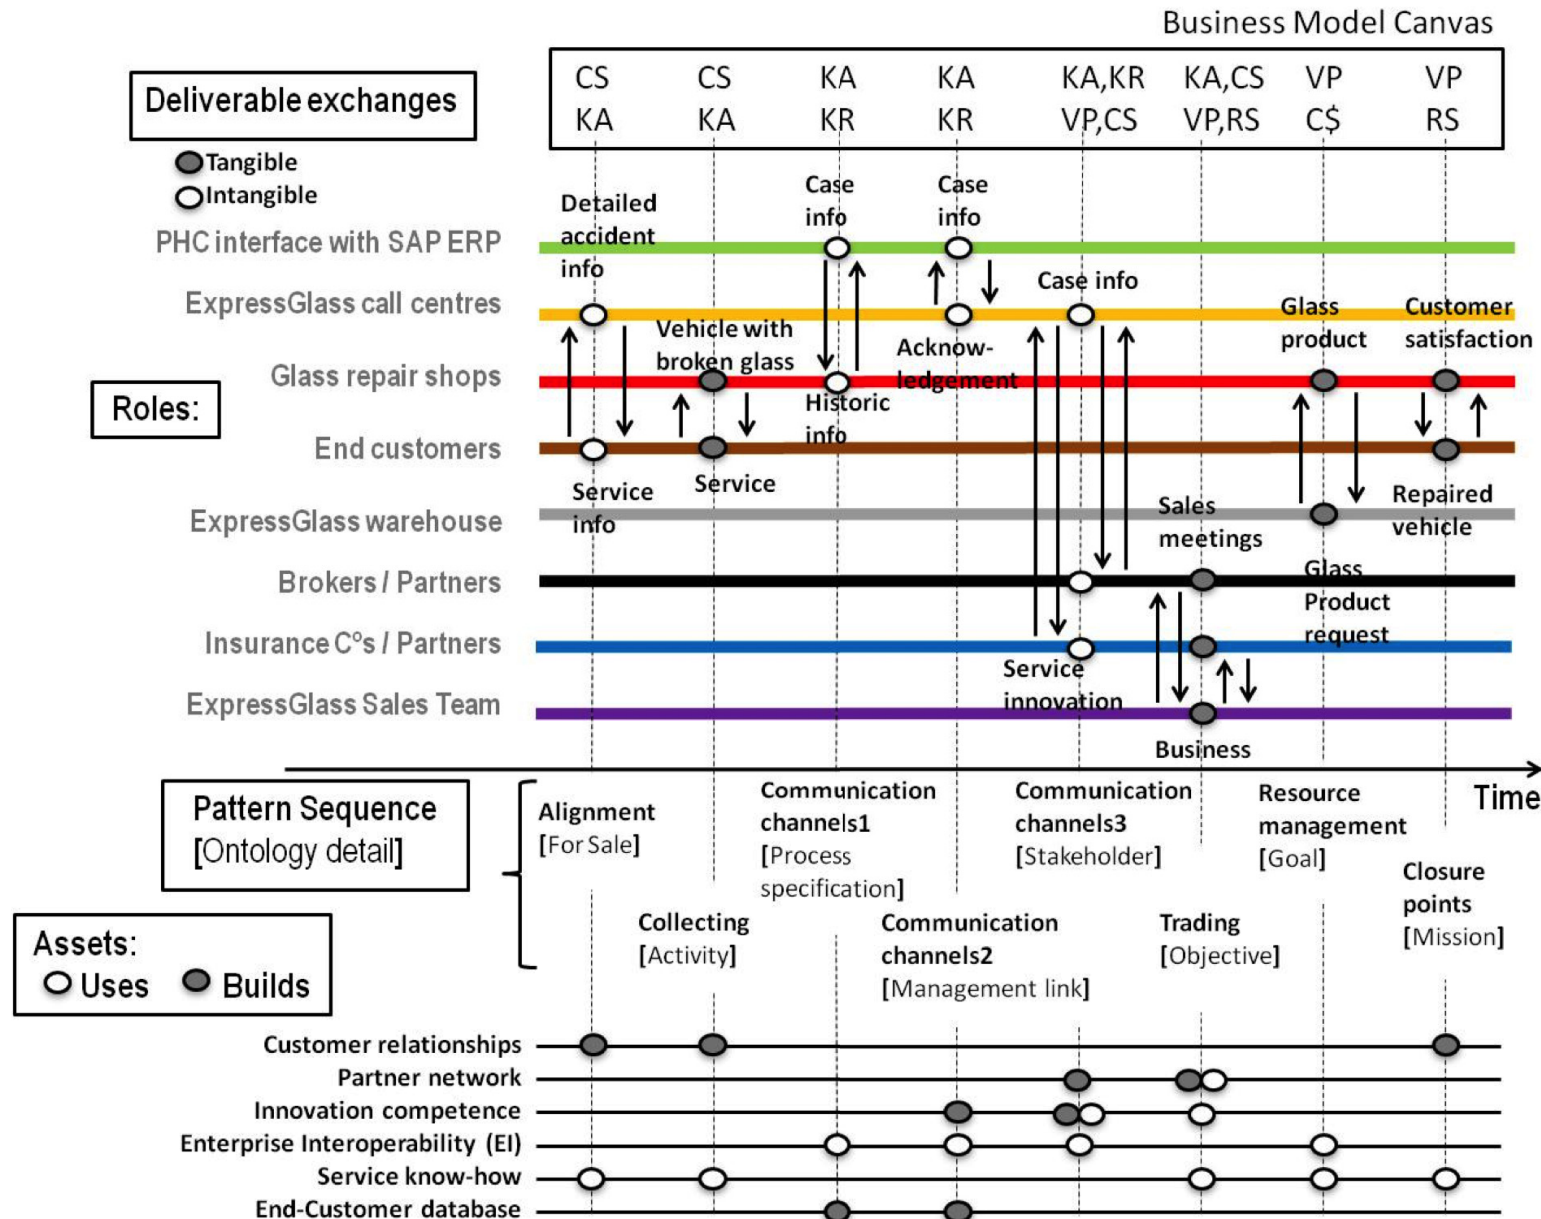 Business Model Canvas
CS CS KA KA KA,KR KA,CS VP VP
KA KA KR KR VP,CS VP,RS C$ RS
Deliverable exchanges
Tangible
Intangible
Detailed
accident
info
Case
info
Case
info
PHC interface with SAP ERP
Case info
ExpressGlass call centres
Vehicle with
broken glass
Acknow-
ledgement
Glass
product
Customer
satisfaction
Glass repair shops
Roles:
Historic
info
End customers
Service
info
Service
Repaired
vehicle
ExpressGlass warehouse
Sales
meetings
Brokers / Partners
Glass
Product
request
Insurance Cºs / Partners
Service
innovation
ExpressGlass Sales Team
Business
Time
Pattern Sequence
[Ontology detail]
Alignment
[For Sale]
Collecting
[Activity]
Communication
channels1
[Process
specification]
Communication
channels2
[Management link]
Communication
channels3
[Stakeholder]
Trading
[Objective]
Resource
management
[Goal]
Closure
points
[Mission]
Assets:
Uses Builds
Customer relationships
Partner network
Innovation competence
Enterprise Interoperability (EI)
Service know-how
End-Customer database